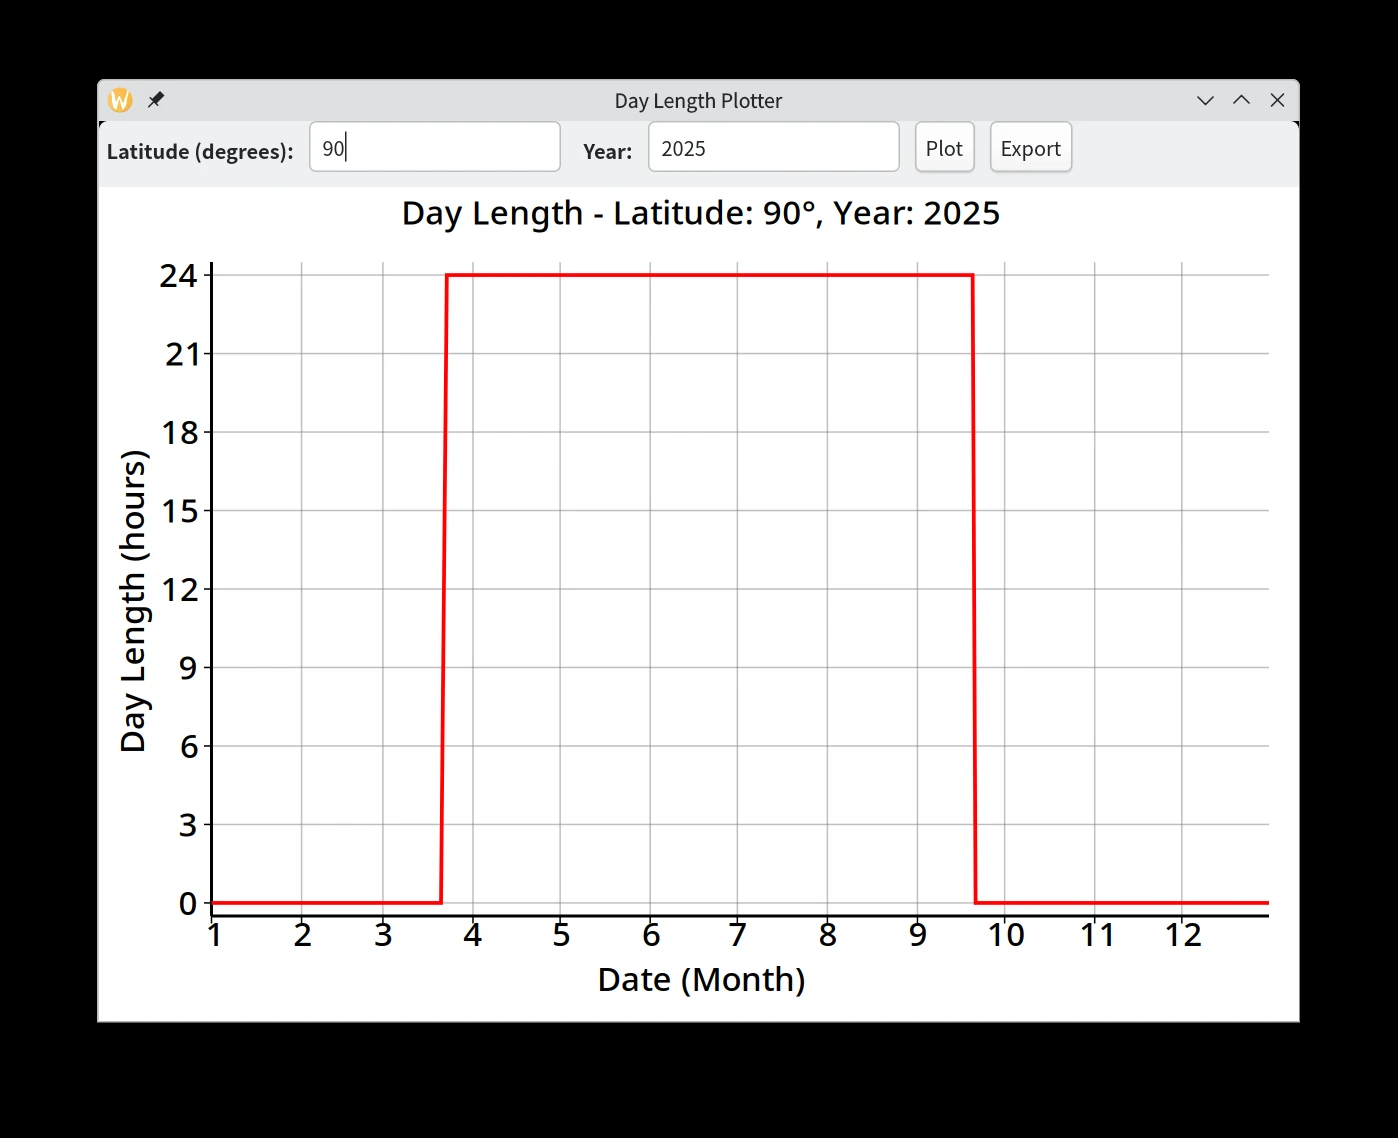 W
Day Length Plotter
Latitude (degrees): 90 Year: 2025 Plot Export
Day Length - Latitude: 90°, Year: 2025
24
21
18
15
12
9
6
3
0
Day Length (hours)
1 2 3 4 5 6 7 8 9 10 11 12
Date (Month)